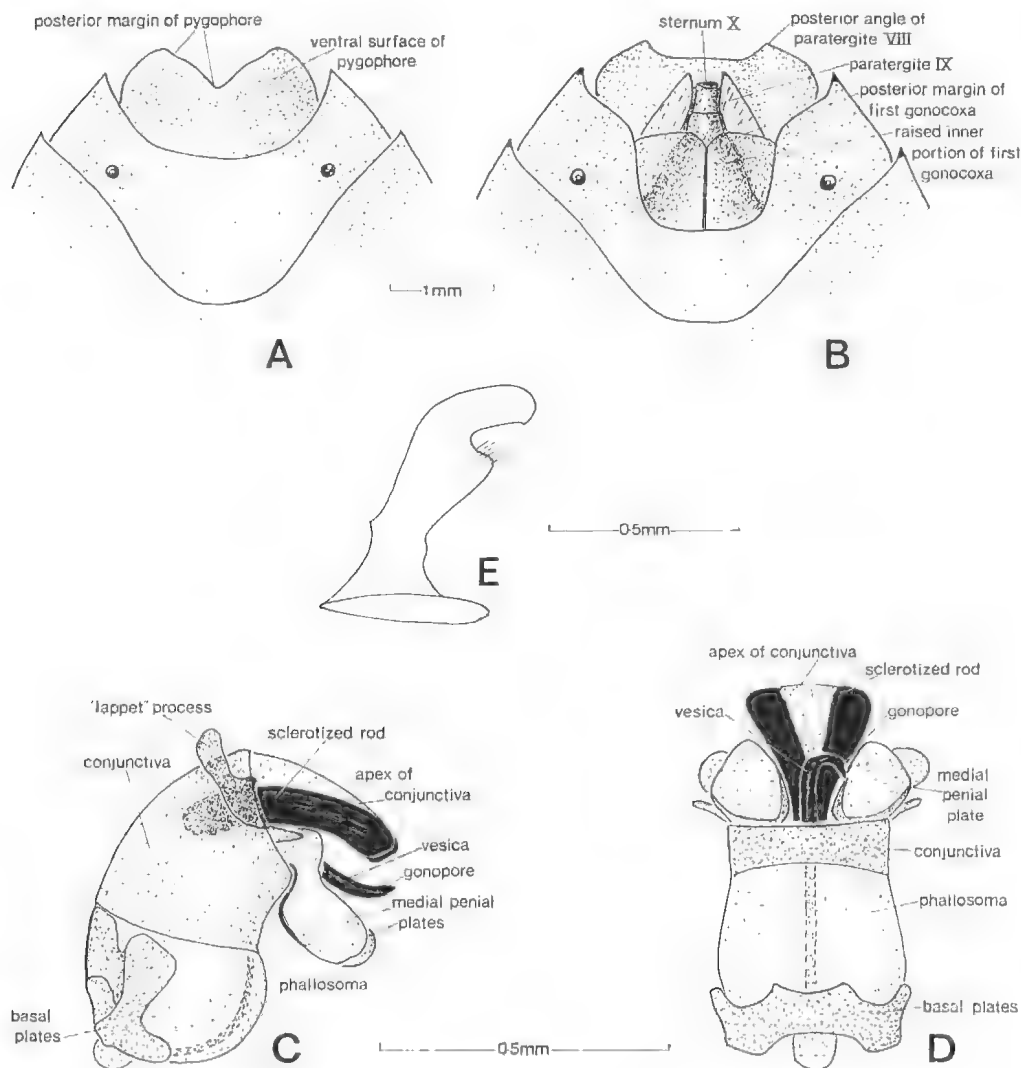 posterior margin of pygophore
ventral surface of
pygophore
A
sternum X
posterior angle of
paratergite VIII
paratergite IX
posterior margin of
first gonocoxa
raised inner
portion of first
gonocoxa
B
1mm
E
0·5mm
"lappet" process
conjunctiva
sclerotized rod
apex of
conjunctiva
vesica
gonopore
medial penial
plates
phallosoma
basal
plates
C
0·5mm
apex of conjunctiva
sclerotized rod
vesica
gonopore
medial
penial
plate
conjunctiva
phallosoma
basal plates
D